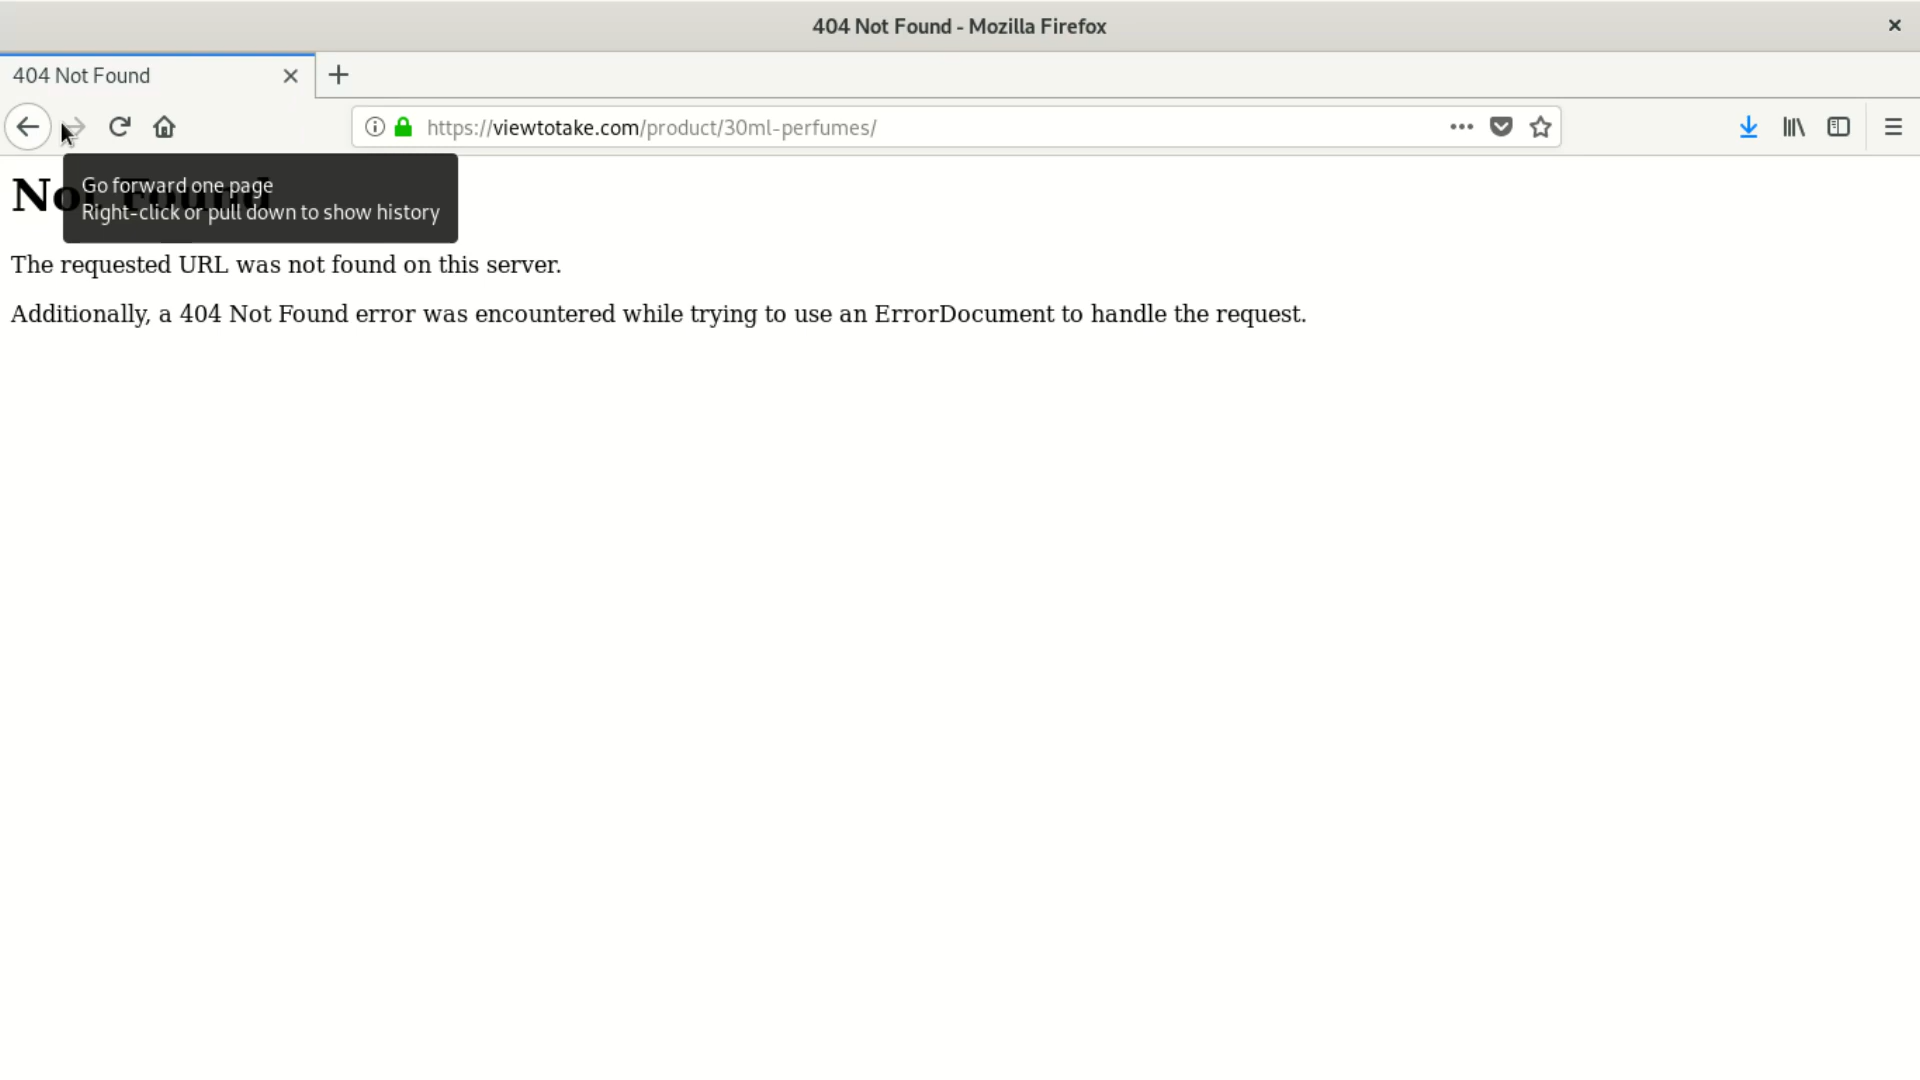 404 Not Found - Mozilla Firefox
404 Not Found
https://viewtotake.com/product/30ml-perfumes/
Not Found
Go forward one page
Right-click or pull down to show history
The requested URL was not found on this server.
Additionally, a 404 Not Found error was encountered while trying to use an ErrorDocument to handle the request.